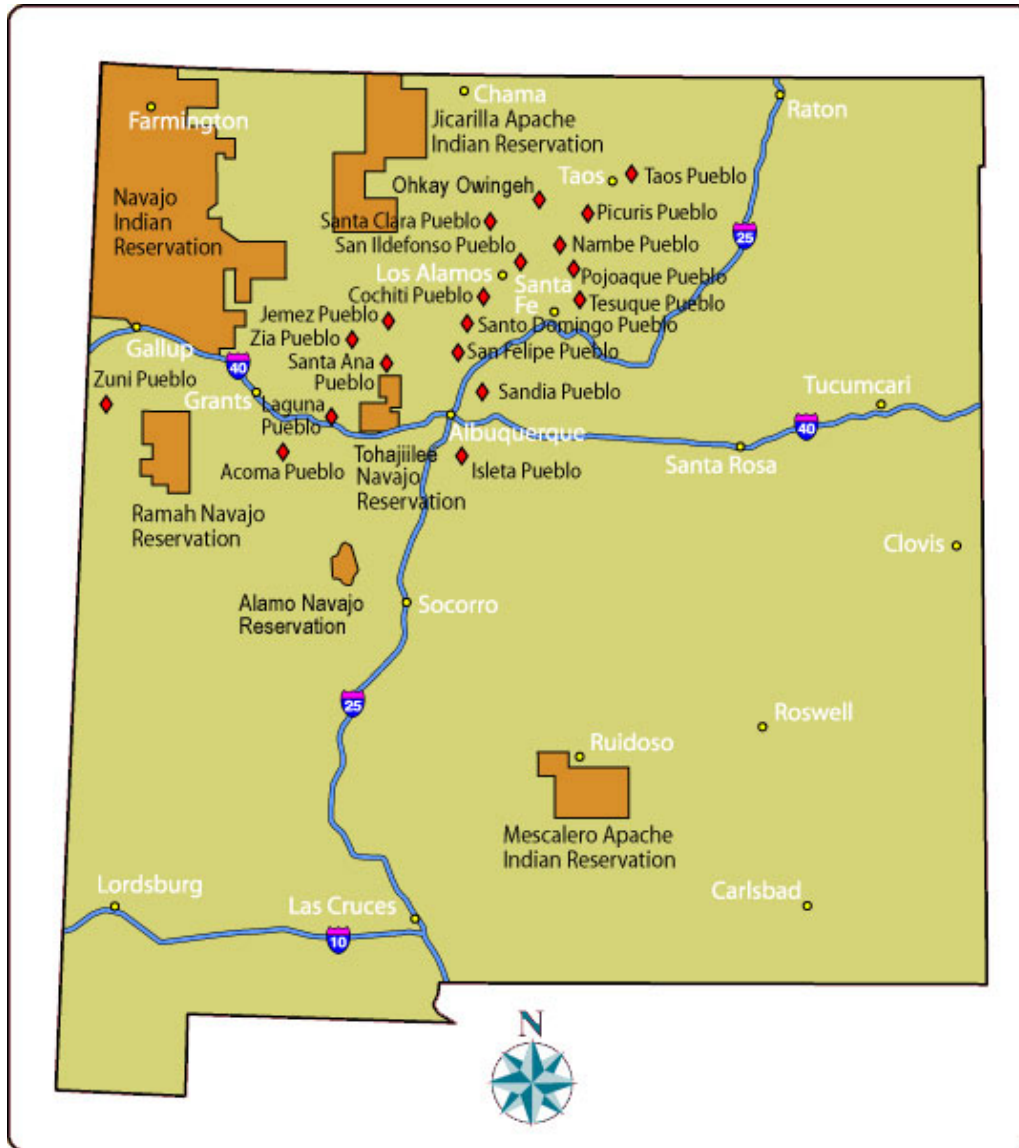 Chama
Raton
Farmington
Jicarilla Apache
Indian Reservation
Taos
Taos Pueblo
Ohkay Owingeh
Navajo
Indian
Reservation
Picuris Pueblo
Santa Clara Pueblo
25
San Ildefonso Pueblo
Nambe Pueblo
Los Alamos
Santa
Fe
Pojoaque Pueblo
Cochiti Pueblo
Tesuque Pueblo
Jemez Pueblo
Santo Domingo Pueblo
Zia Pueblo
Gallup
San Felipe Pueblo
Santa Ana
Pueblo
40
Zuni Pueblo
Grants
Sandia Pueblo
Tucumcari
Laguna
Pueblo
40
Albuquerque
Tohajiilee
Navajo
Reservation
Santa Rosa
Acoma Pueblo
Isleta Pueblo
Ramah Navajo
Reservation
Clovis
Alamo Navajo
Reservation
Socorro
25
Roswell
Ruidoso
Mescalero Apache
Indian Reservation
Lordsburg
Carlsbad
Las Cruces
10
N